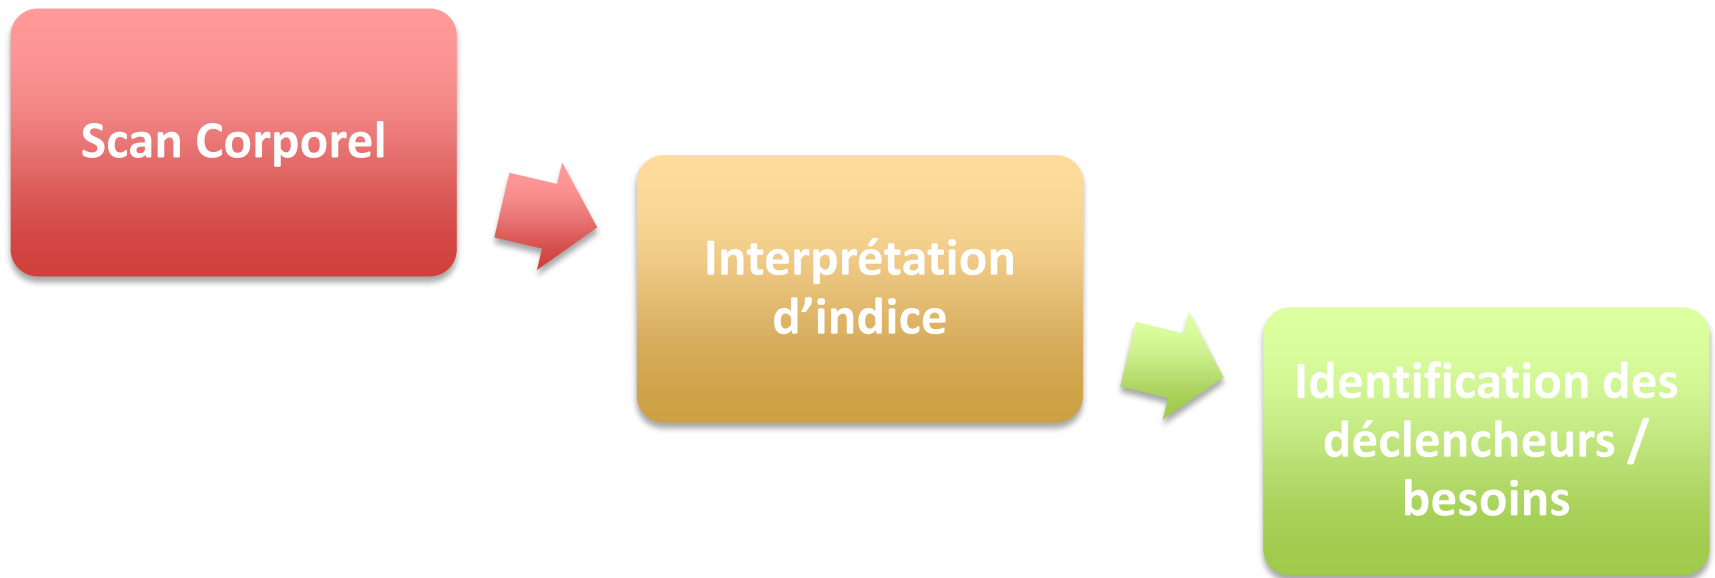 Scan Corporel
Interprétation
d’indice
Identification des
déclencheurs /
besoins